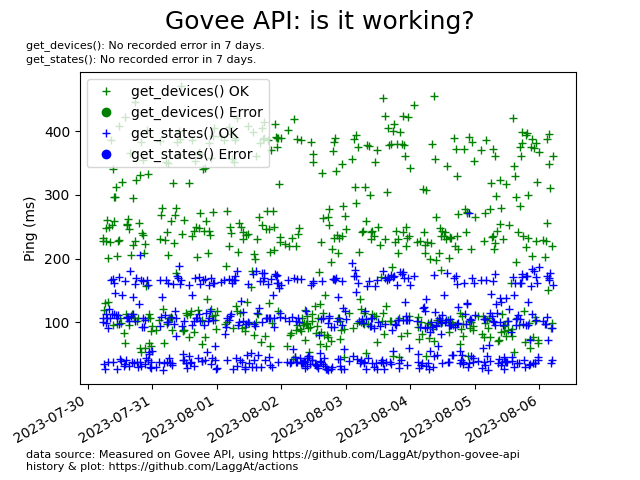 Govee API: is it working?
get_devices(): No recorded error in 7 days.
get_states(): No recorded error in 7 days.
get_devices() OK
get_devices() Error
get_states() OK
get_states() Error
Ping (ms)
400
300
200
100
2023-07-30
2023-07-31
2023-08-01
2023-08-02
2023-08-03
2023-08-04
2023-08-05
2023-08-06
data source: Measured on Govee API, using https://github.com/LaggAt/python-govee-api
history & plot: https://github.com/LaggAt/actions